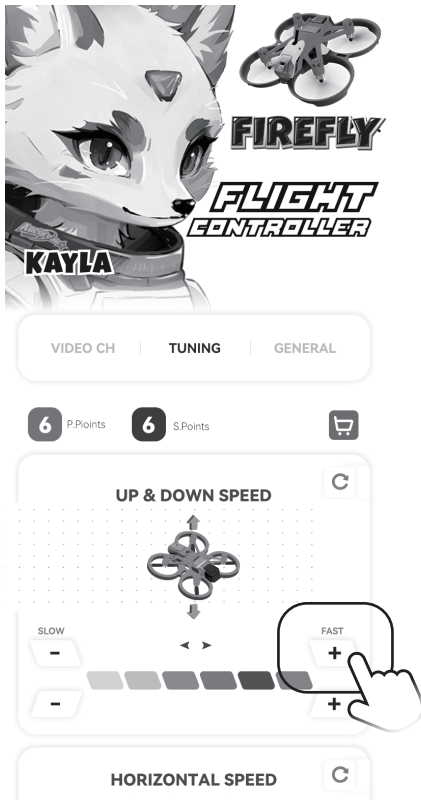 FIREFLY
FLIGHT
CONTROLLER
KAYLA
VIDEO CH TUNING GENERAL
6 P.Pioints 6 S.Points
UP & DOWN SPEED
SLOW FAST
- +
- +
HORIZONTAL SPEED